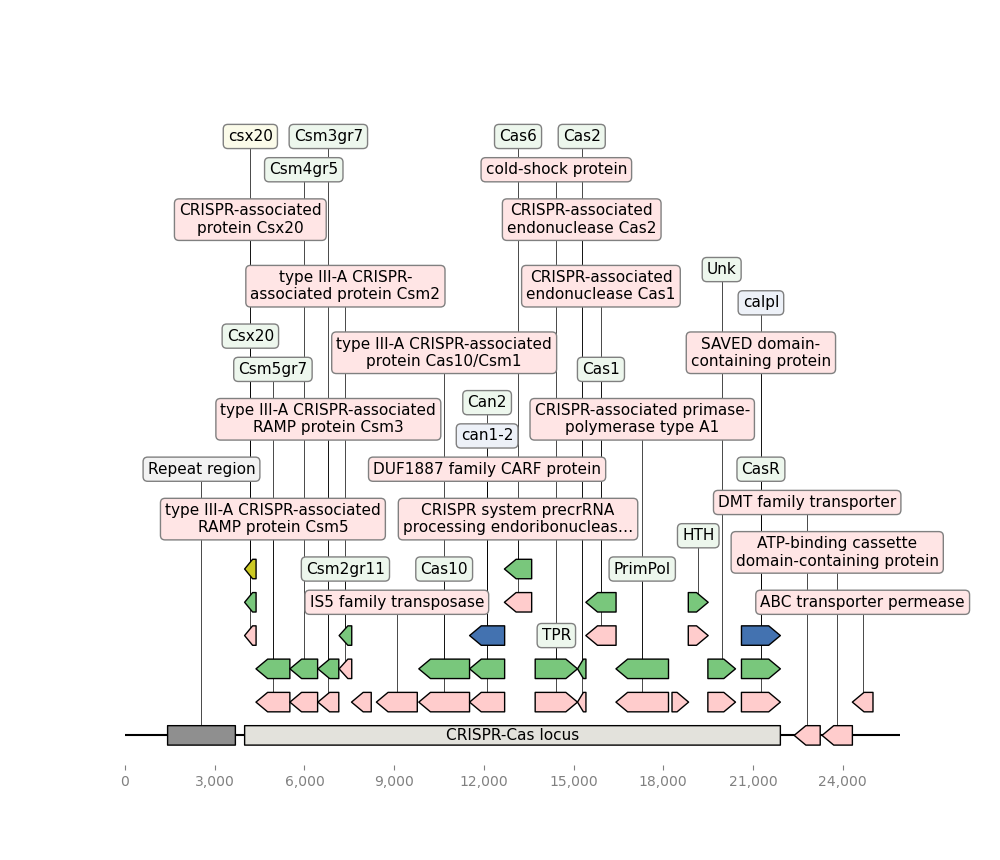 csx20
Csm3gr7
Cas6
Cas2
Csm4gr5
cold-shock protein
CRISPR-associated
protein Csx20
CRISPR-associated
endonuclease Cas2
Unk
type III-A CRISPR-
associated protein Csm2
CRISPR-associated
endonuclease Cas1
calpl
Csx20
type III-A CRISPR-associated
protein Cas10/Csm1
SAVED domain-
containing protein
Csm5gr7
Cas1
Can2
type III-A CRISPR-associated
RAMP protein Csm3
CRISPR-associated primase-
polymerase type A1
can1-2
Repeat region
DUF1887 family CARF protein
CasR
DMT family transporter
type III-A CRISPR-associated
RAMP protein Csm5
CRISPR system precrRNA
processing endoribonucleas...
HTH
ATP-binding cassette
domain-containing protein
Csm2gr11
Cas10
PrimPol
IS5 family transposase
ABC transporter permease
TPR
CRISPR-Cas locus
0
3,000
6,000
9,000
12,000
15,000
18,000
21,000
24,000